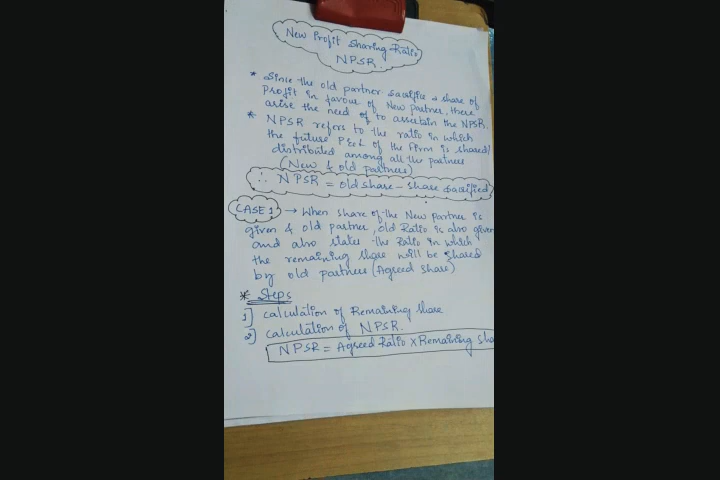 New Profit Sharing Ratio
NPSR.
* Since the old partner sacrifice a share of
Profit in favour of New partner, there
arise the need of to ascertain the NPSR.
* NPSR refers to the ratio in which
the future P&L of the firm is shared/
distributed among all the partners
(New & old partners)
∴ NPSR = old share - share sacrificed
CASE 1 → When share of the New partner is
given & old partner, old Ratio is also given
and also states the Ratio in which
the remaining share will be shared
by old partners (Agreed share)
* Steps
1] Calculation of Remaining share
2] Calculation of NPSR.
NPSR = Agreed Ratio X Remaining Sha